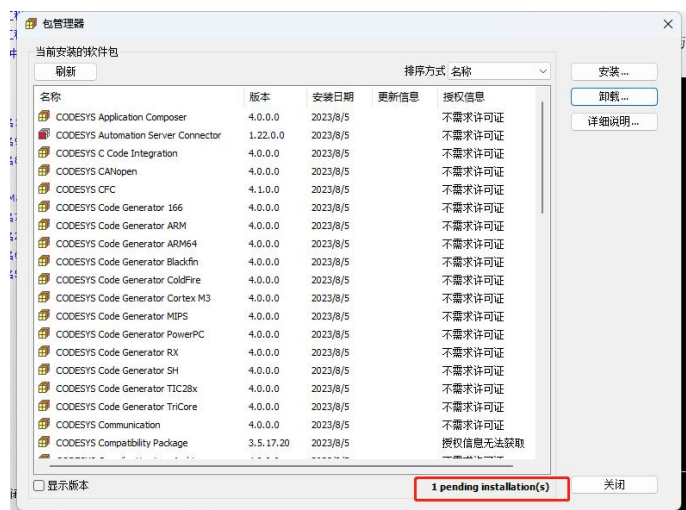 包管理器
当前安装的软件包
刷新 排序方式 名称 安装...
名称 版本 安装日期 更新信息 授权信息 卸载...
CODESYS Application Composer 4.0.0.0 2023/8/5 不需求许可证 详细说明...
CODESYS Automation Server Connector 1.22.0.0 2023/8/5 不需求许可证
CODESYS C Code Integration 4.0.0.0 2023/8/5 不需求许可证
CODESYS CANopen 4.0.0.0 2023/8/5 不需求许可证
CODESYS CFC 4.1.0.0 2023/8/5 不需求许可证
CODESYS Code Generator 166 4.0.0.0 2023/8/5 不需求许可证
CODESYS Code Generator ARM 4.0.0.0 2023/8/5 不需求许可证
CODESYS Code Generator ARM64 4.0.0.0 2023/8/5 不需求许可证
CODESYS Code Generator Blackfin 4.0.0.0 2023/8/5 不需求许可证
CODESYS Code Generator ColdFire 4.0.0.0 2023/8/5 不需求许可证
CODESYS Code Generator Cortex M3 4.0.0.0 2023/8/5 不需求许可证
CODESYS Code Generator MIPS 4.0.0.0 2023/8/5 不需求许可证
CODESYS Code Generator PowerPC 4.0.0.0 2023/8/5 不需求许可证
CODESYS Code Generator RX 4.0.0.0 2023/8/5 不需求许可证
CODESYS Code Generator SH 4.0.0.0 2023/8/5 不需求许可证
CODESYS Code Generator TIC28x 4.0.0.0 2023/8/5 不需求许可证
CODESYS Code Generator TriCore 4.0.0.0 2023/8/5 不需求许可证
CODESYS Communication 4.0.0.0 2023/8/5 不需求许可证
CODESYS Compatibility Package 3.5.17.20 2023/8/5 授权信息无法获取
显示版本 1 pending installation(s) 关闭